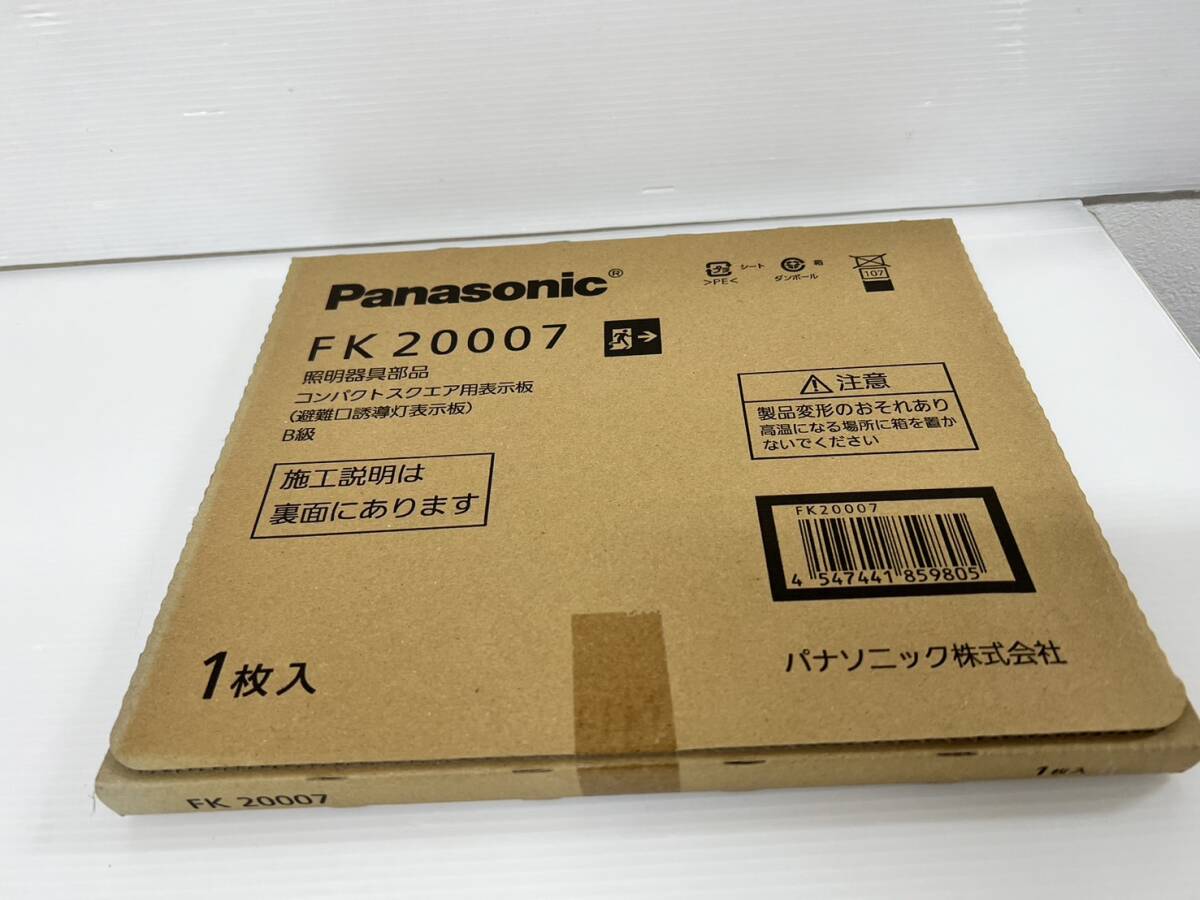 Panasonic®
FK20007
照明器具部品
コンパクトスクエア用表示板
(避難口誘導灯表示板)
B級
施工説明は
裏面にあります
1枚入
シート
>PE<
箱
ダンボール
107
注意
製品変形のおそれあり
高温になる場所に箱を置か
ないでください
FK20007
4 547441 859805
パナソニック株式会社
FK 20007
1枚入